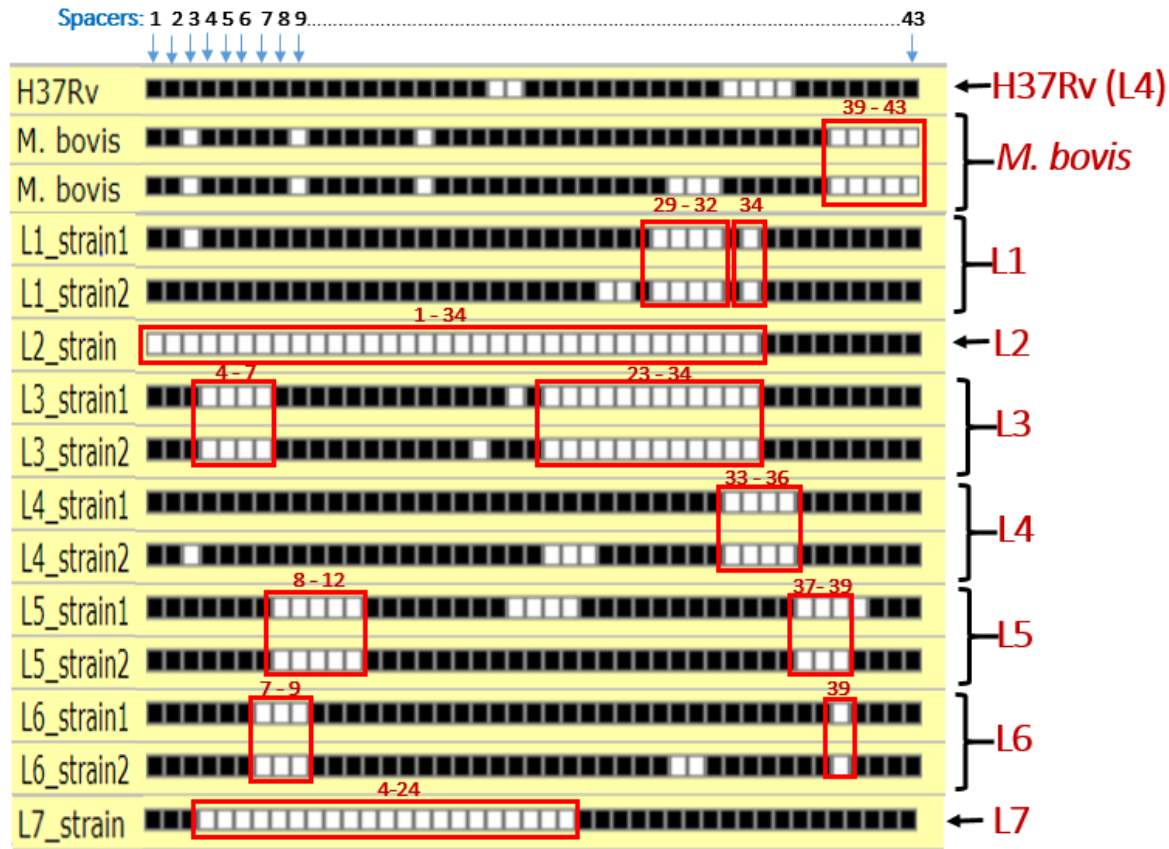 Spacers: 1 2 3 4 5 6 7 8 9........................................................43
H37Rv H37Rv (L4)
39 - 43
M. bovis
M. bovis
M. bovis
29 - 32 34
L1_strain1
L1
L1_strain2
1 - 34
L2_strain L2
4 - 7 23 - 34
L3_strain1
L3
L3_strain2
33 - 36
L4_strain1
L4
L4_strain2
8 - 12 37- 39
L5_strain1
L5
L5_strain2
7 - 9 39
L6_strain1
L6
L6_strain2
4-24
L7_strain L7